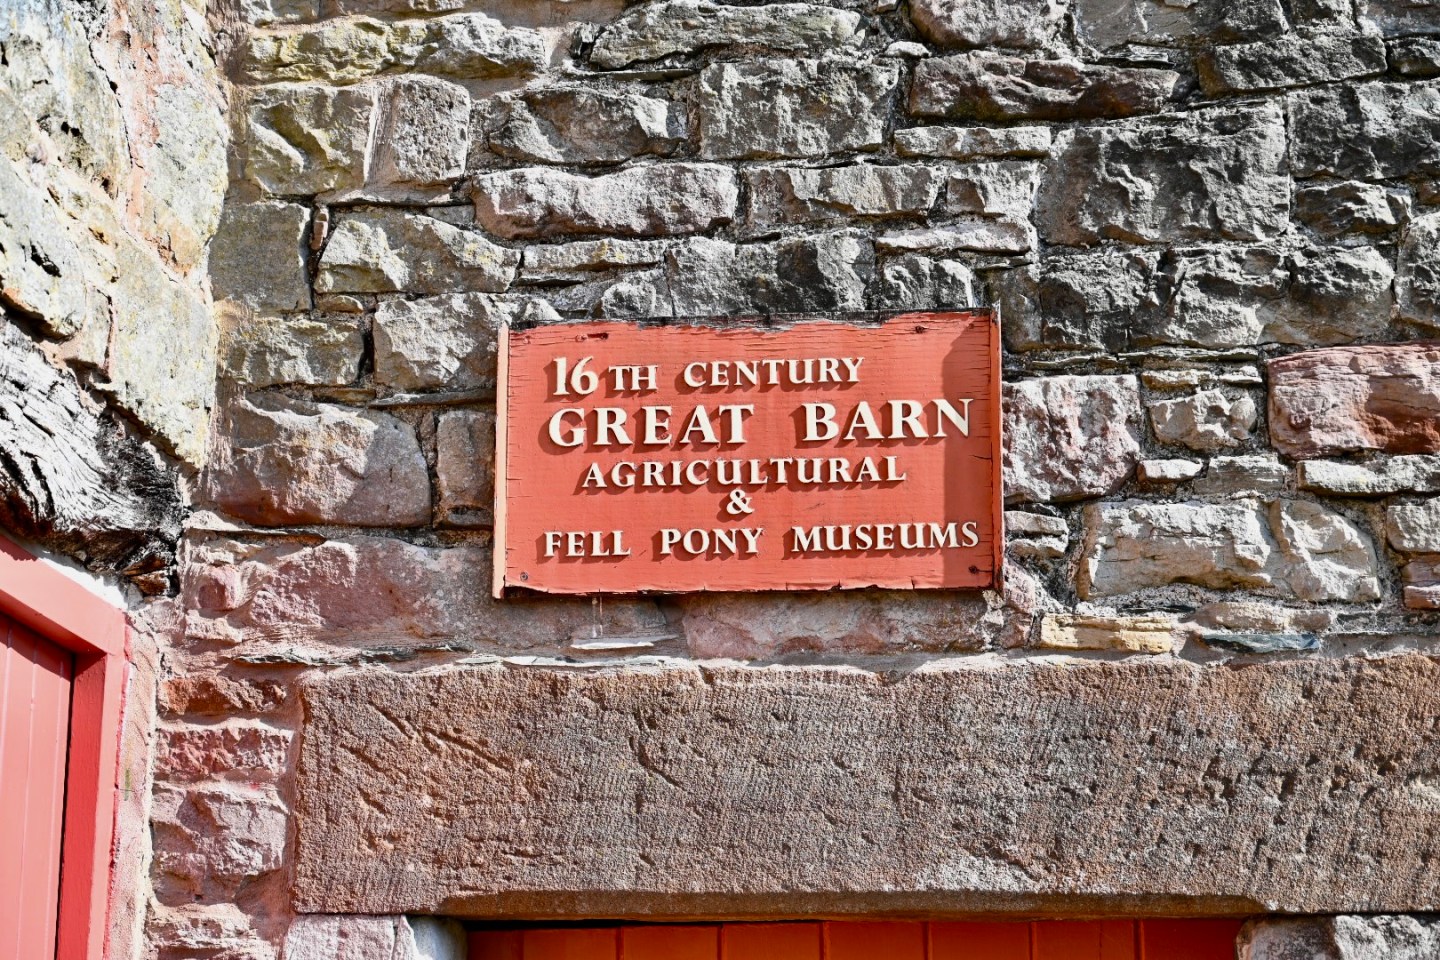 16TH CENTURY
GREAT BARN
AGRICULTURAL
&
FELL PONY MUSEUMS